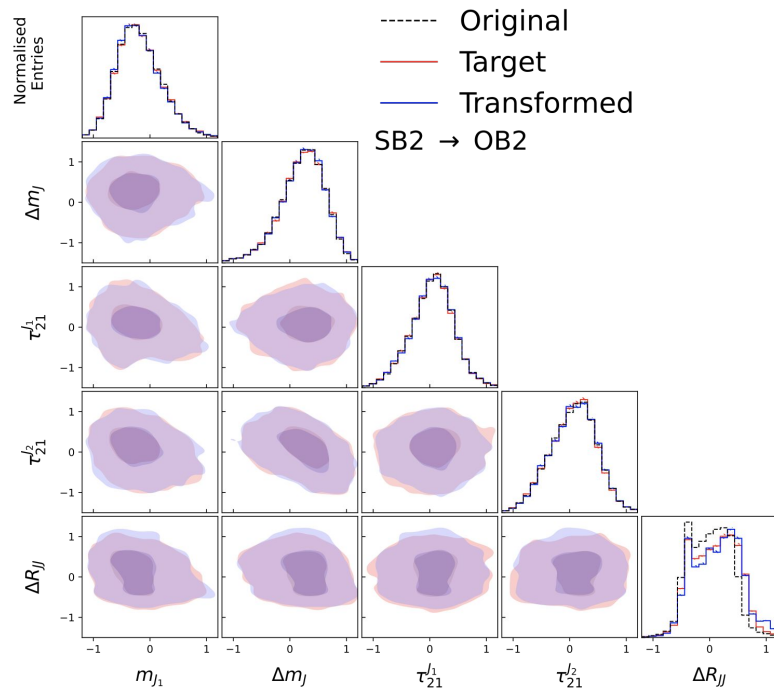 Normalised
Entries
Original
Target
Transformed
SB2 → OB2
Δm_J
1
0
−1
τ_21^{J_1}
1
0
−1
τ_21^{J_2}
1
0
−1
ΔR_JJ
1
0
−1
−1 0 1 −1 0 1 −1 0 1 −1 0 1 −1 0 1
m_{J_1} Δm_J τ_21^{J_1} τ_21^{J_2} ΔR_JJ